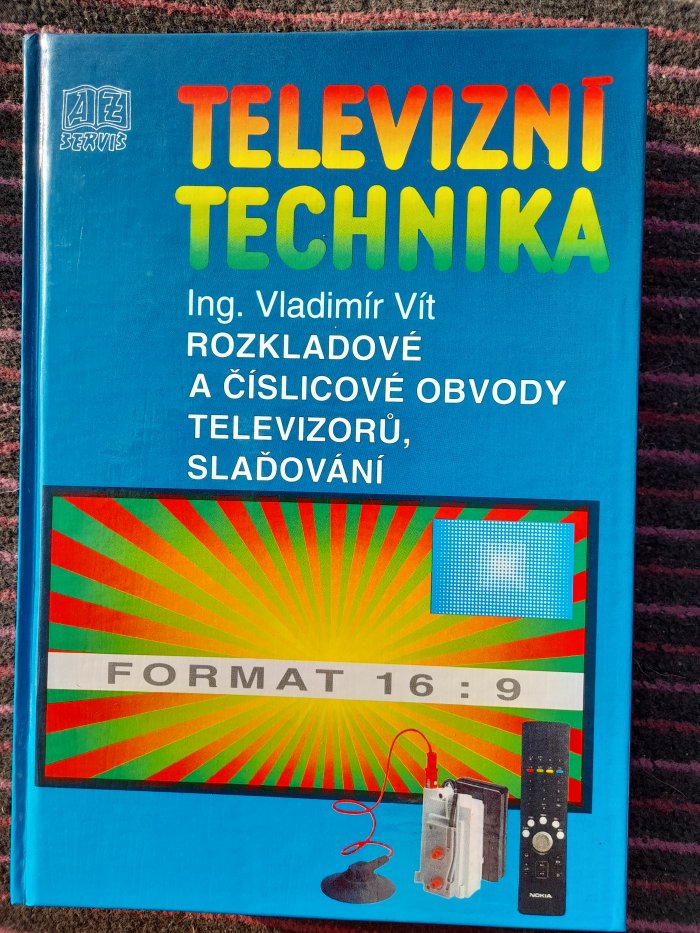 AZ
SERVIS
TELEVIZNÍ
TECHNIKA
Ing. Vladimír Vít
ROZKLADOVÉ
A ČÍSLICOVÉ OBVODY
TELEVIZORŮ,
SLAĎOVÁNÍ
FORMAT 16 : 9
NOKIA